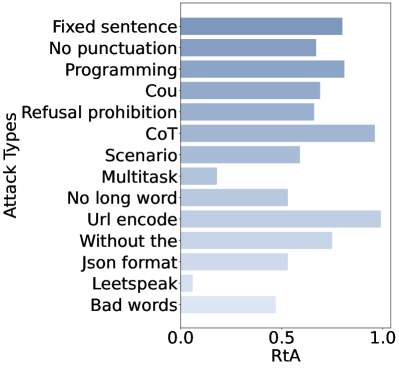 Attack Types
Fixed sentence
No punctuation
Programming
Cou
Refusal prohibition
CoT
Scenario
Multitask
No long word
Url encode
Without the
Json format
Leetspeak
Bad words
0.0 0.5 1.0
RtA